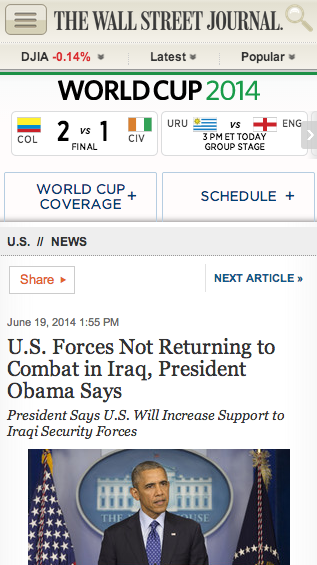 THE WALL STREET JOURNAL.
DJIA -0.14%
Latest
Popular
WORLD CUP 2014
COL
2 vs 1
FINAL
CIV
URU
vs
ENG
3 PM ET TODAY
GROUP STAGE
WORLD CUP
COVERAGE +
SCHEDULE +
U.S. // NEWS
Share
NEXT ARTICLE »
June 19, 2014 1:55 PM
U.S. Forces Not Returning to
Combat in Iraq, President
Obama Says
President Says U.S. Will Increase Support to
Iraqi Security Forces
THE
HOUSE